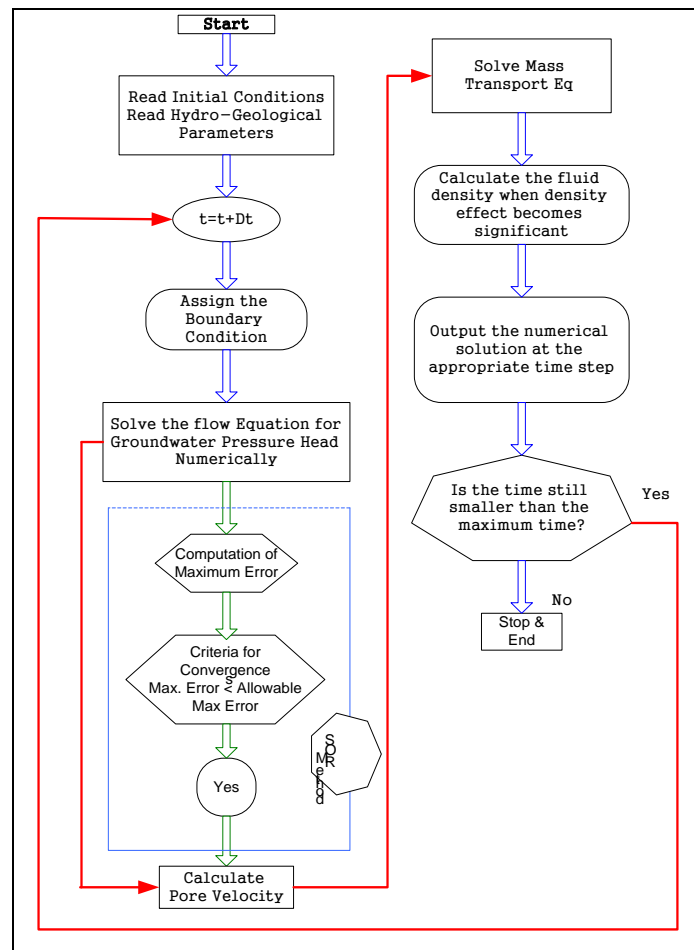 Start
Read Initial Conditions
Read Hydro-Geological
Parameters
t=t+Dt
Assign the
Boundary
Condition
Solve the flow Equation for
Groundwater Pressure Head
Numerically
Computation of
Maximum Error
Criteria for
Convergence
s
Max. Error < Allowable
Max Error
SOR
Method
Yes
Calculate
Pore Velocity
Solve Mass
Transport Eq
Calculate the fluid
density when density
effect becomes
significant
Output the numerical
solution at the
appropriate time step
Is the time still
smaller than the
maximum time?
Yes
No
Stop &
End